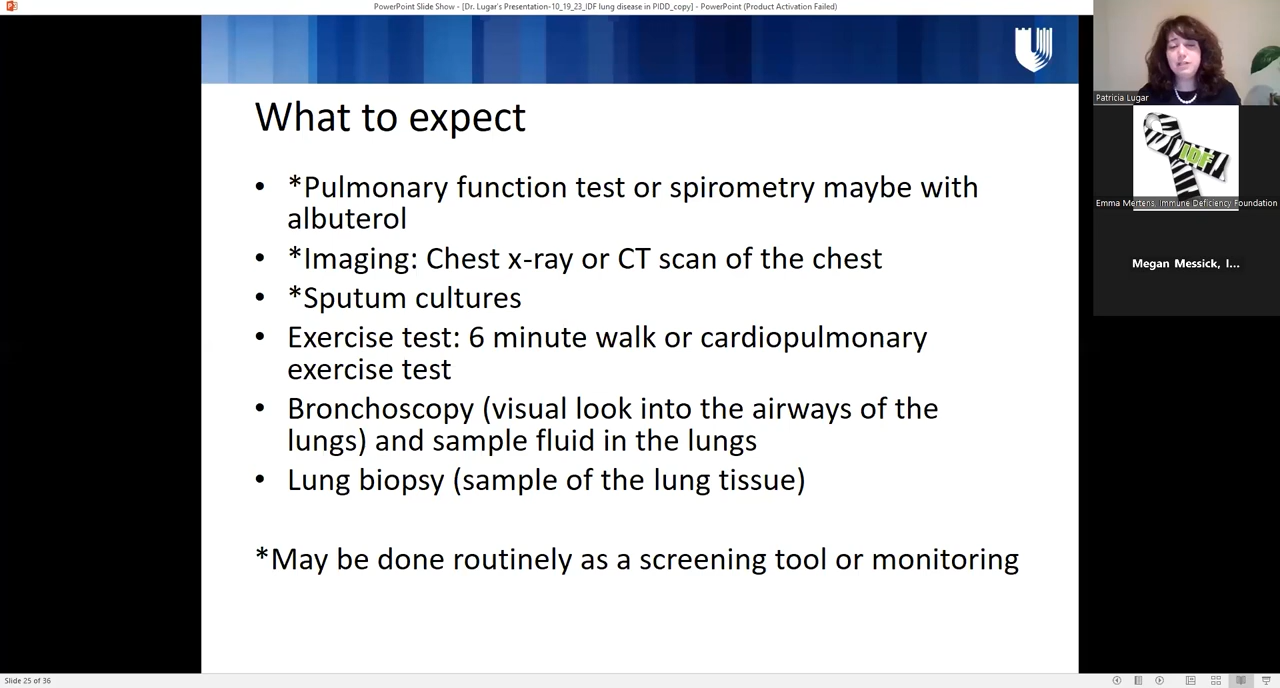 PowerPoint Slide Show - [Dr. Lugar's Presentation-10_19_23_IDF lung disease in PIDD_copy] - PowerPoint (Product Activation Failed)
What to expect
• *Pulmonary function test or spirometry maybe with
albuterol
• *Imaging: Chest x-ray or CT scan of the chest
• *Sputum cultures
• Exercise test: 6 minute walk or cardiopulmonary
exercise test
• Bronchoscopy (visual look into the airways of the
lungs) and sample fluid in the lungs
• Lung biopsy (sample of the lung tissue)
*May be done routinely as a screening tool or monitoring
Patricia Lugar
IDF
Emma Mertens, Immune Deficiency Foundation
Megan Messick, I...
Slide 25 of 36